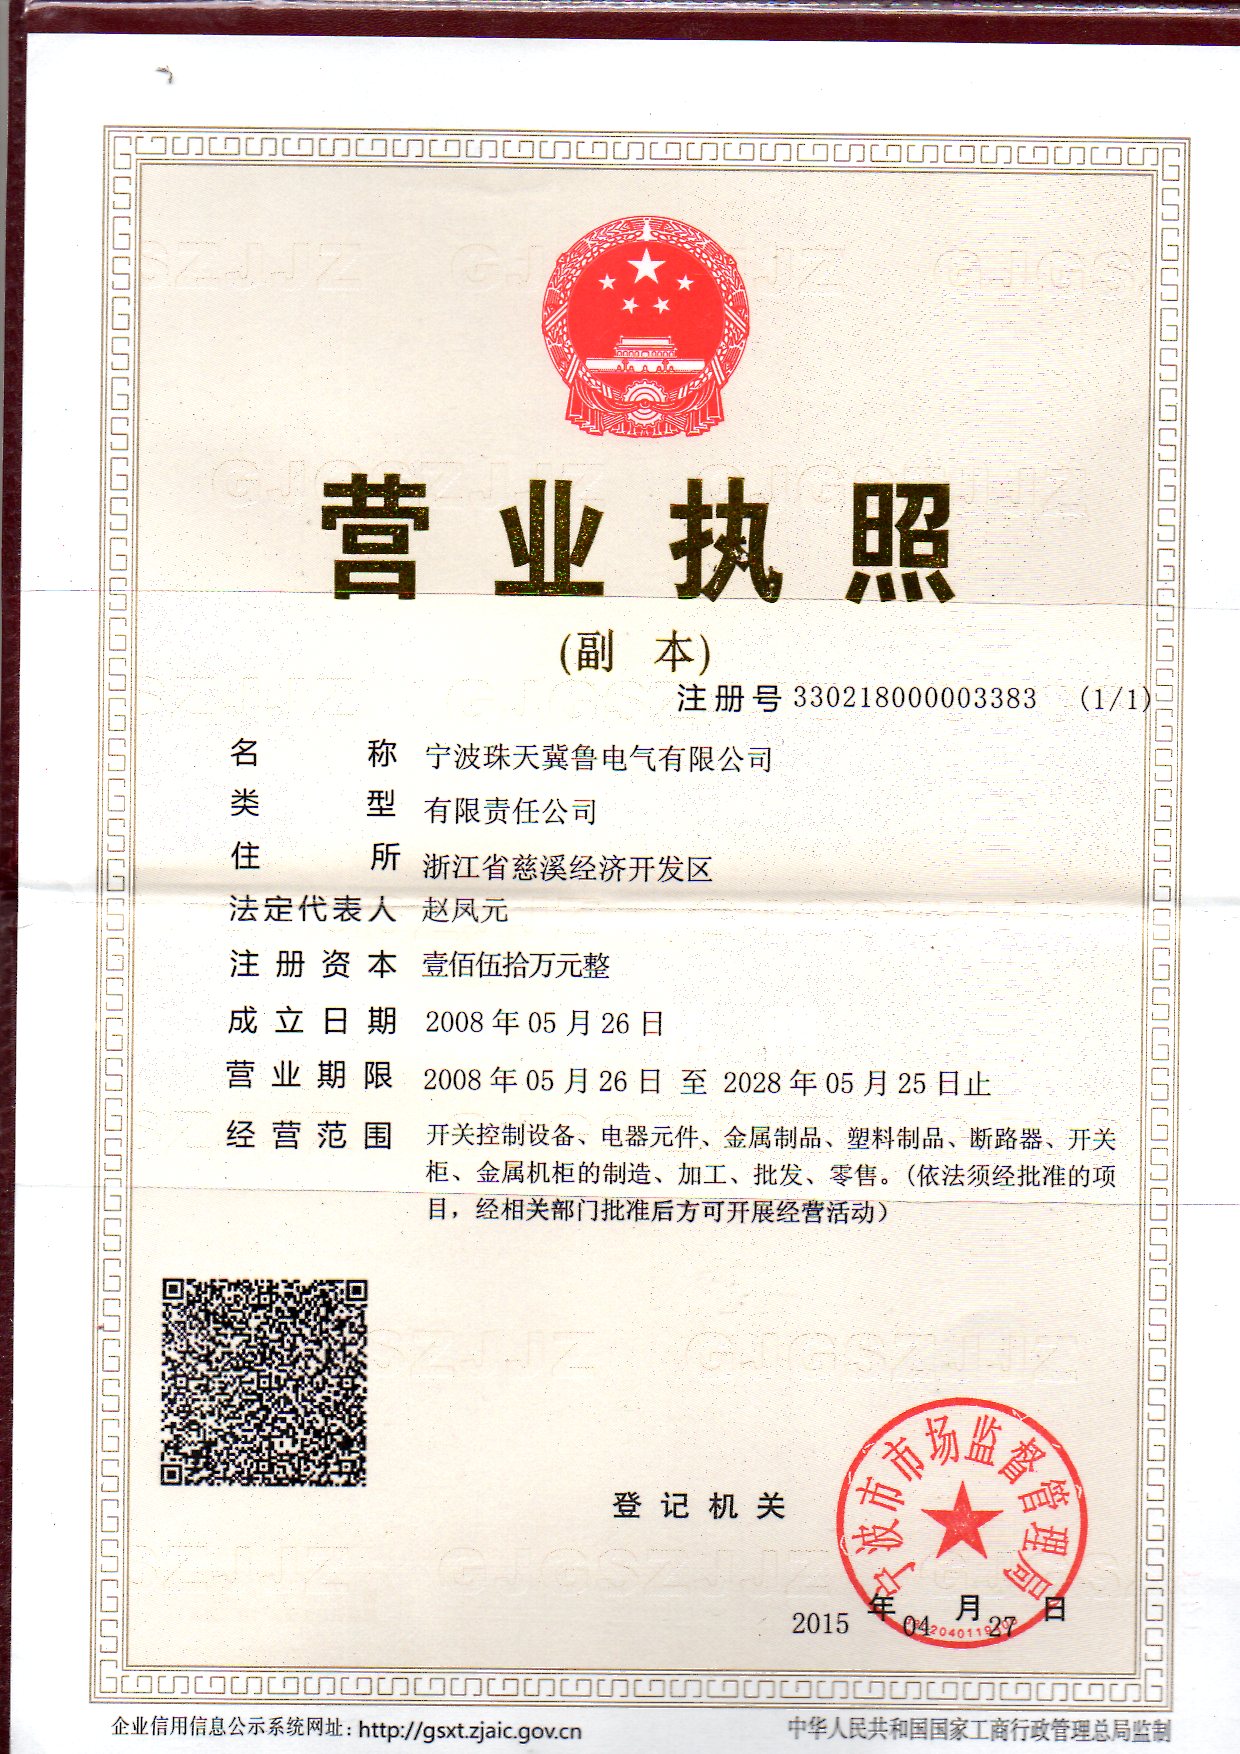 营业执照
(副 本)
注册号 330218000003383 (1/1)
名称 宁波珠天冀鲁电气有限公司
类型 有限责任公司
住所 浙江省慈溪经济开发区
法定代表人 赵凤元
注册资本 壹佰伍拾万元整
成立日期 2008年05月26日
营业期限 2008年05月26日 至 2028年05月25日止
经营范围 开关控制设备、电器元件、金属制品、塑料制品、断路器、开关
柜、金属机柜的制造、加工、批发、零售。(依法须经批准的项
目，经相关部门批准后方可开展经营活动)
登记机关
宁波市市场监督管理局
2015年04月27日
企业信用信息公示系统网址：http://gsxt.zjaic.gov.cn
中华人民共和国国家工商行政管理总局监制